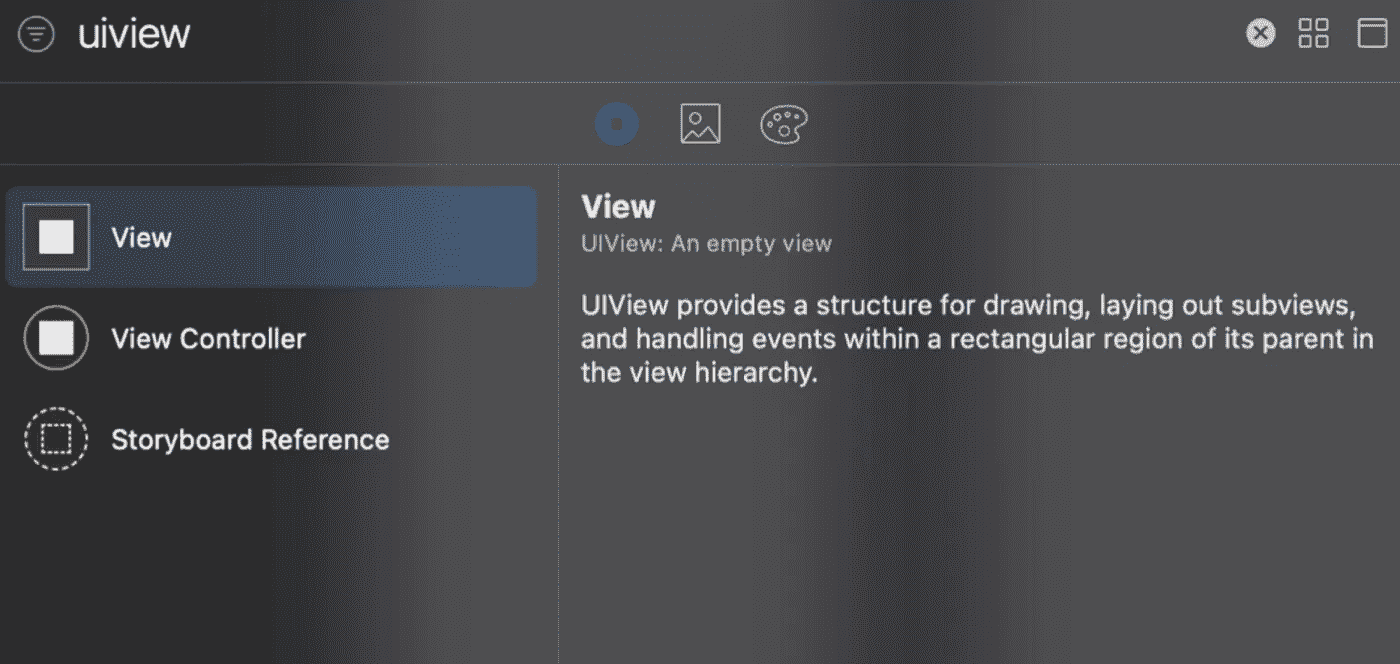 uiview
View
View Controller
Storyboard Reference
View
UIView: An empty view
UIView provides a structure for drawing, laying out subviews,
and handling events within a rectangular region of its parent in
the view hierarchy.